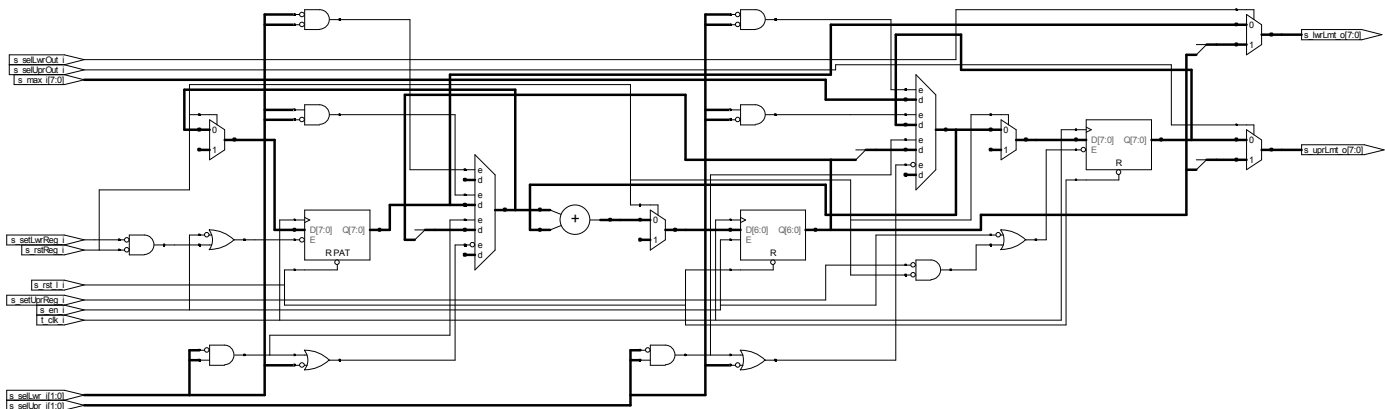 s_selLwrOut_i
s_selUprOut_i
s_max_i[7:0]
s_setLwrReg_i
s_rstReg_i
s_rst_l_i
s_setUprReg_i
s_en_i
t_clk_i
s_selLwr_i[1:0]
s_selUpr_i[1:0]
0
1
D[7:0] Q[7:0]
E
R PAT
e
d
e
d
e
d
e
d
+
0
1
D[6:0] Q[6:0]
E
R
e
d
e
d
e
d
e
d
0
1
D[7:0] Q[7:0]
E
R
0
1
s_lwrLmt_o[7:0]
0
1
s_uprLmt_o[7:0]